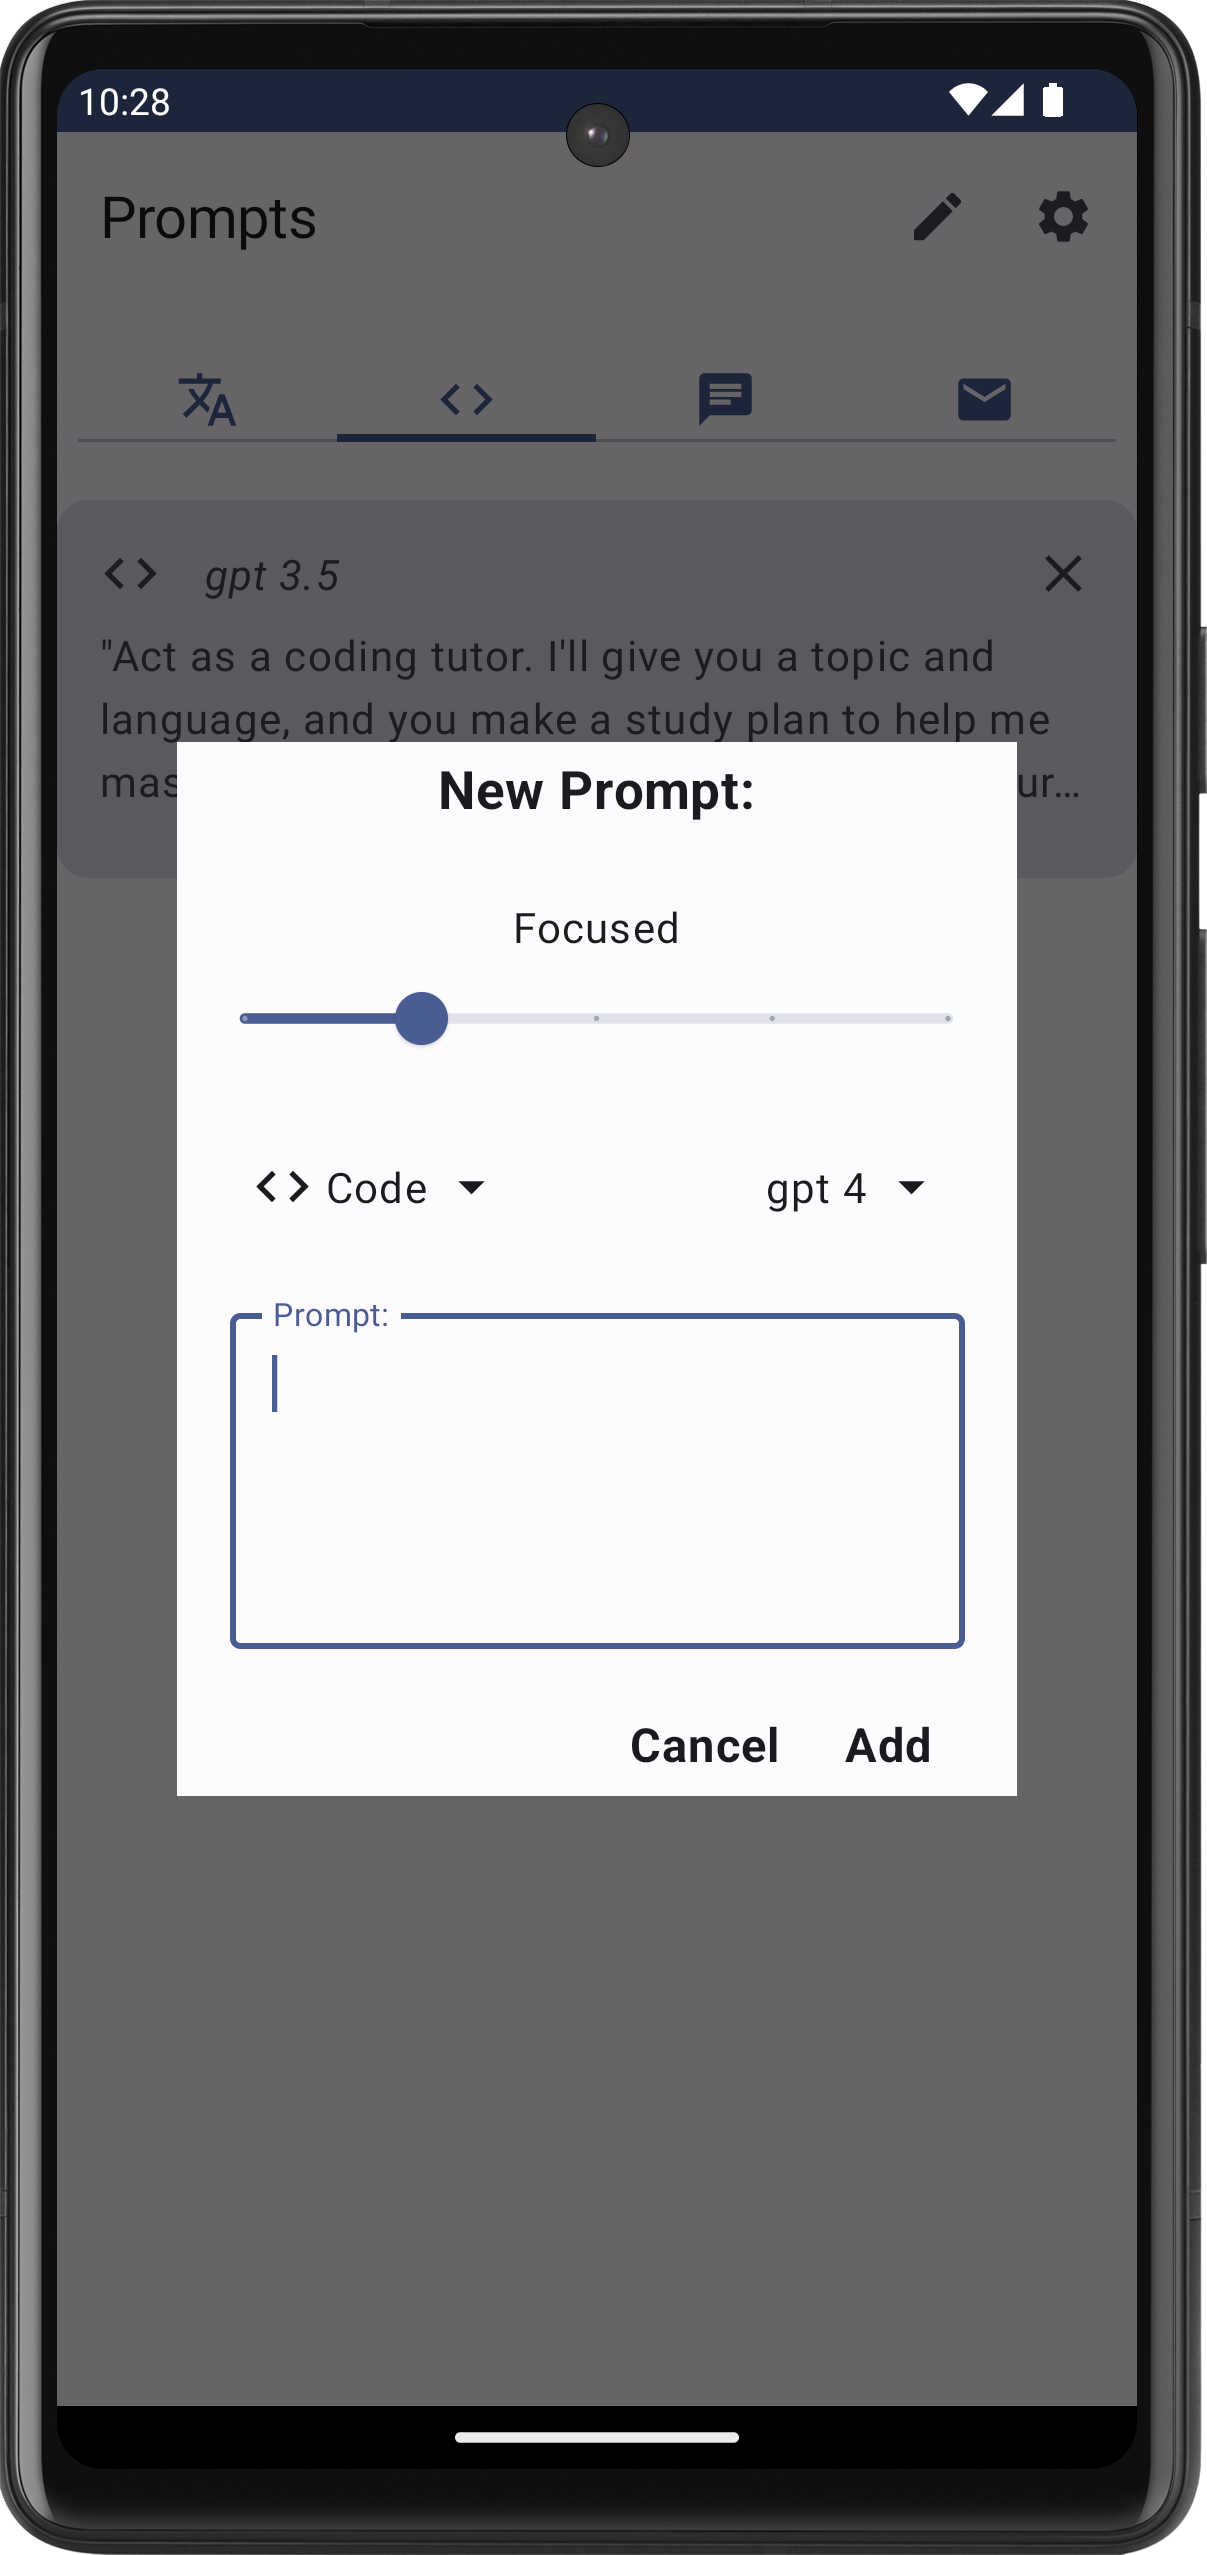 10:28
Prompts
gpt 3.5
"Act as a coding tutor. I'll give you a topic and
language, and you make a study plan to help me
mas
ur…
New Prompt:
Focused
Code
gpt 4
Prompt:
Cancel Add